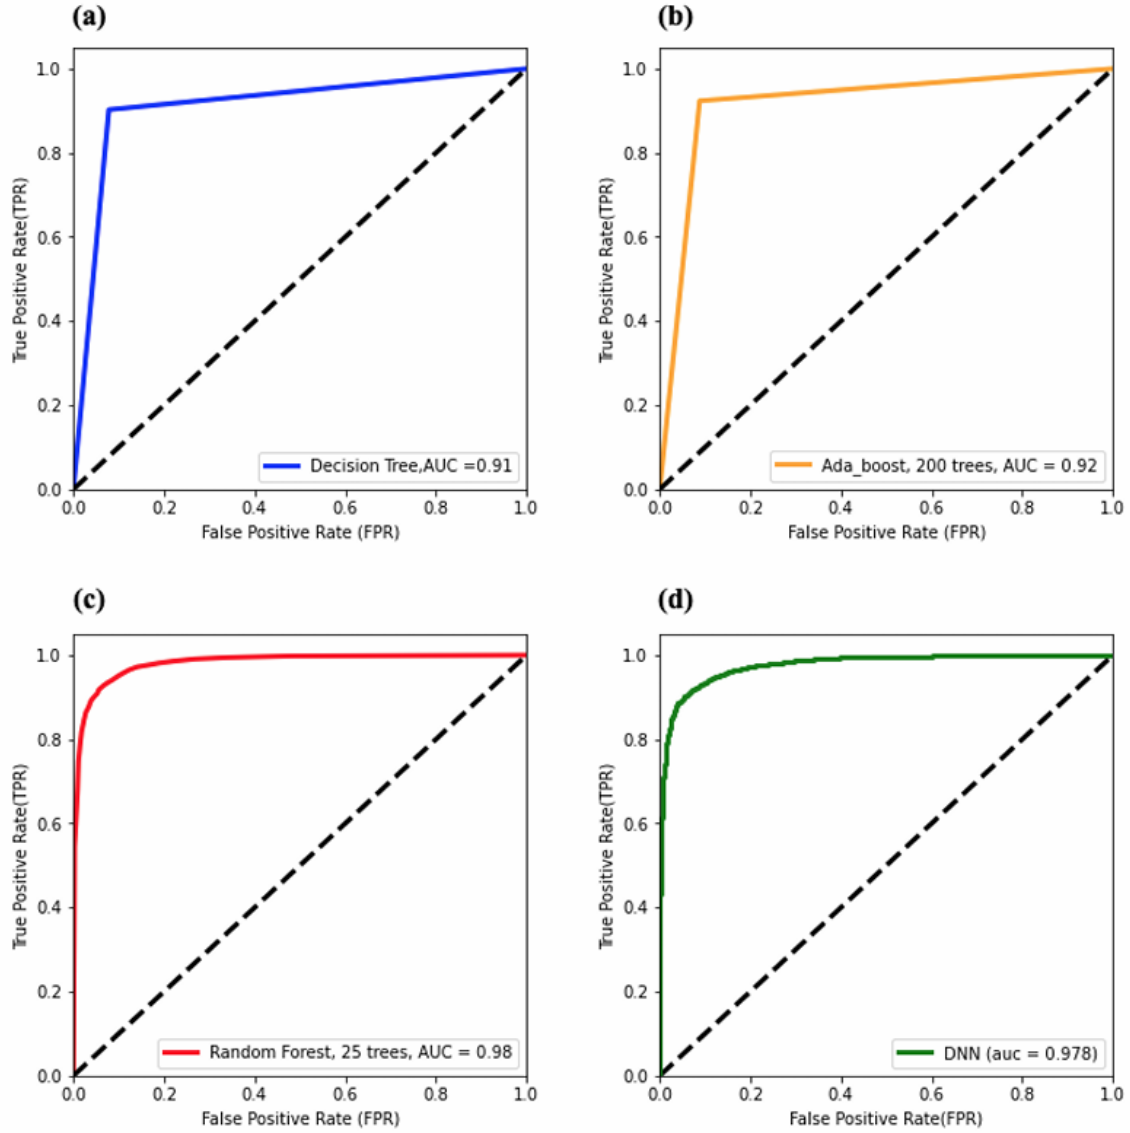 (a)
1.0
0.8
0.6
0.4
0.2
0.0
True Positive Rate(TPR)
Decision Tree,AUC =0.91
0.0 0.2 0.4 0.6 0.8 1.0
False Positive Rate (FPR)
(b)
1.0
0.8
0.6
0.4
0.2
0.0
True Positive Rate(TPR)
Ada_boost, 200 trees, AUC = 0.92
0.0 0.2 0.4 0.6 0.8 1.0
False Positive Rate (FPR)
(c)
1.0
0.8
0.6
0.4
0.2
0.0
True Positive Rate(TPR)
Random Forest, 25 trees, AUC = 0.98
0.0 0.2 0.4 0.6 0.8 1.0
False Positive Rate (FPR)
(d)
1.0
0.8
0.6
0.4
0.2
0.0
True Positive Rate(TPR)
DNN (auc = 0.978)
0.0 0.2 0.4 0.6 0.8 1.0
False Positive Rate(FPR)